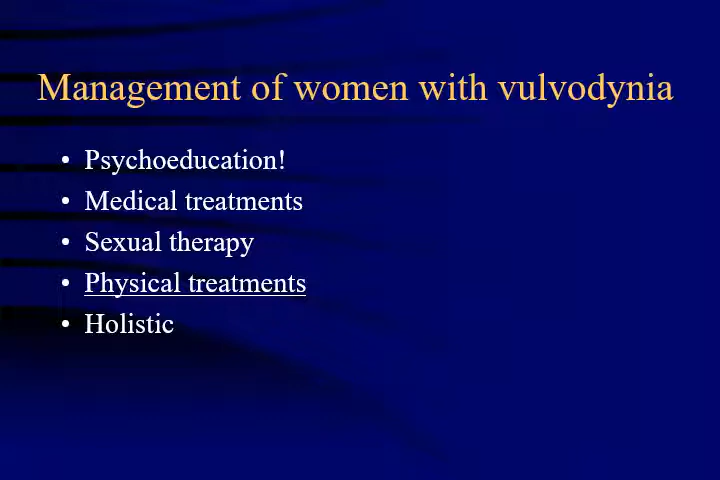 Management of women with vulvodynia
• Psychoeducation!
• Medical treatments
• Sexual therapy
• Physical treatments
• Holistic